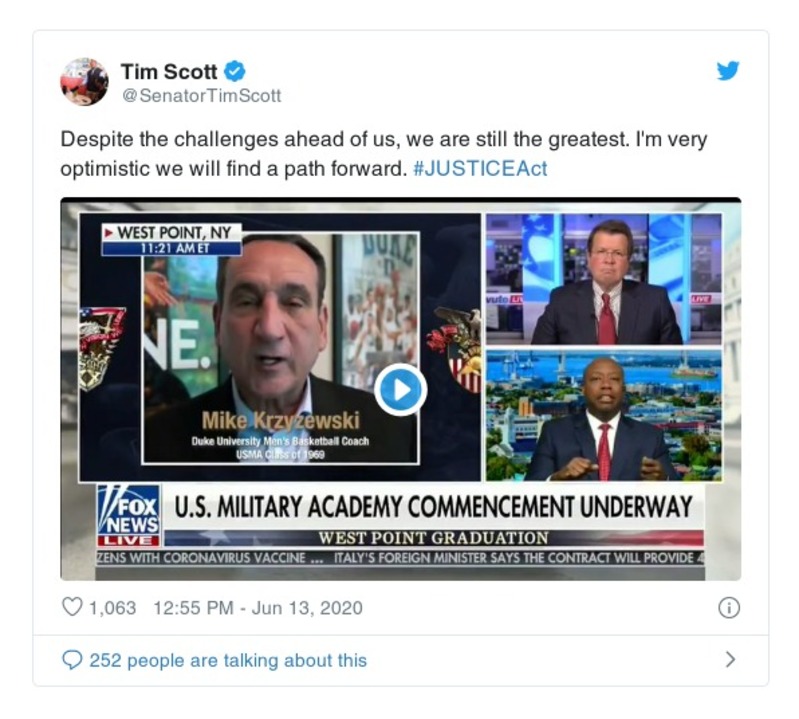 Tim Scott
@SenatorTimScott
Despite the challenges ahead of us, we are still the greatest. I'm very
optimistic we will find a path forward. #JUSTICEAct
WEST POINT, NY
11:21 AM ET
DUKE
NE.
Mike Krzyzewski
Duke University Men's Basketball Coach
USMA Class of 1969
vuto LIVE
LIVE
FOX
NEWS
LIVE
U.S. MILITARY ACADEMY COMMENCEMENT UNDERWAY
WEST POINT GRADUATION
ZENS WITH CORONAVIRUS VACCINE ... ITALY'S FOREIGN MINISTER SAYS THE CONTRACT WILL PROVIDE 4
1,063 12:55 PM - Jun 13, 2020
252 people are talking about this